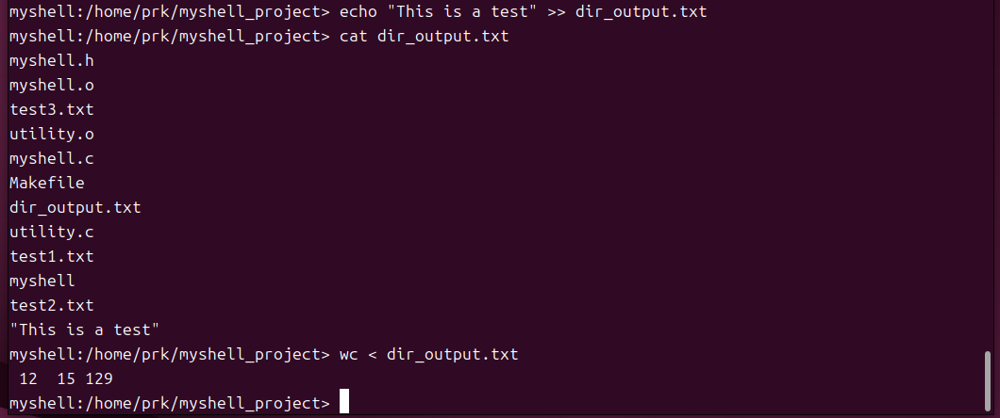 myshell:/home/prk/myshell_project> echo "This is a test" >> dir_output.txt
myshell:/home/prk/myshell_project> cat dir_output.txt
myshell.h
myshell.o
test3.txt
utility.o
myshell.c
Makefile
dir_output.txt
utility.c
test1.txt
myshell
test2.txt
"This is a test"
myshell:/home/prk/myshell_project> wc < dir_output.txt
 12  15 129
myshell:/home/prk/myshell_project>